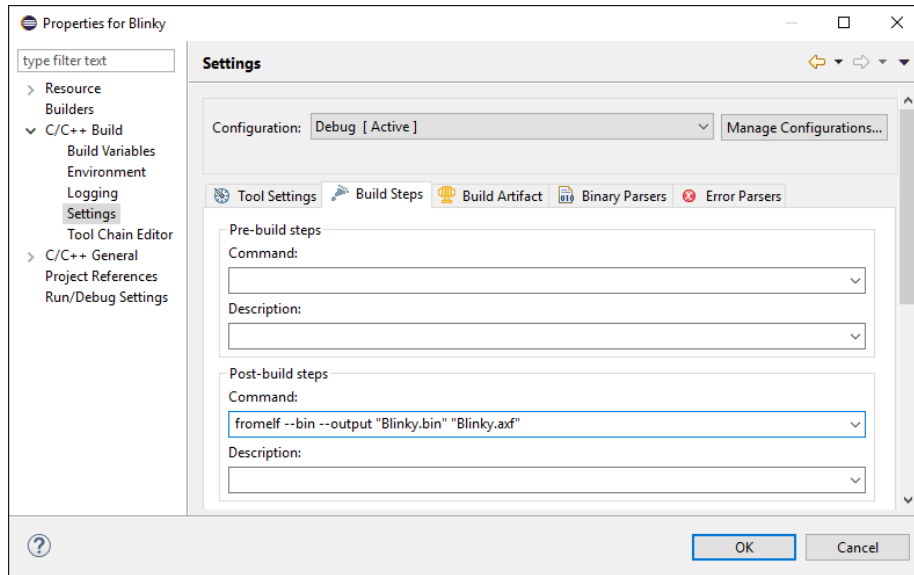 Properties for Blinky
type filter text
Resource
Builders
C/C++ Build
Build Variables
Environment
Logging
Settings
Tool Chain Editor
C/C++ General
Project References
Run/Debug Settings
Settings
Configuration: Debug [ Active ] Manage Configurations...
Tool Settings Build Steps Build Artifact Binary Parsers Error Parsers
Pre-build steps
Command:
Description:
Post-build steps
Command:
fromelf --bin --output "Blinky.bin" "Blinky.axf"
Description:
OK Cancel